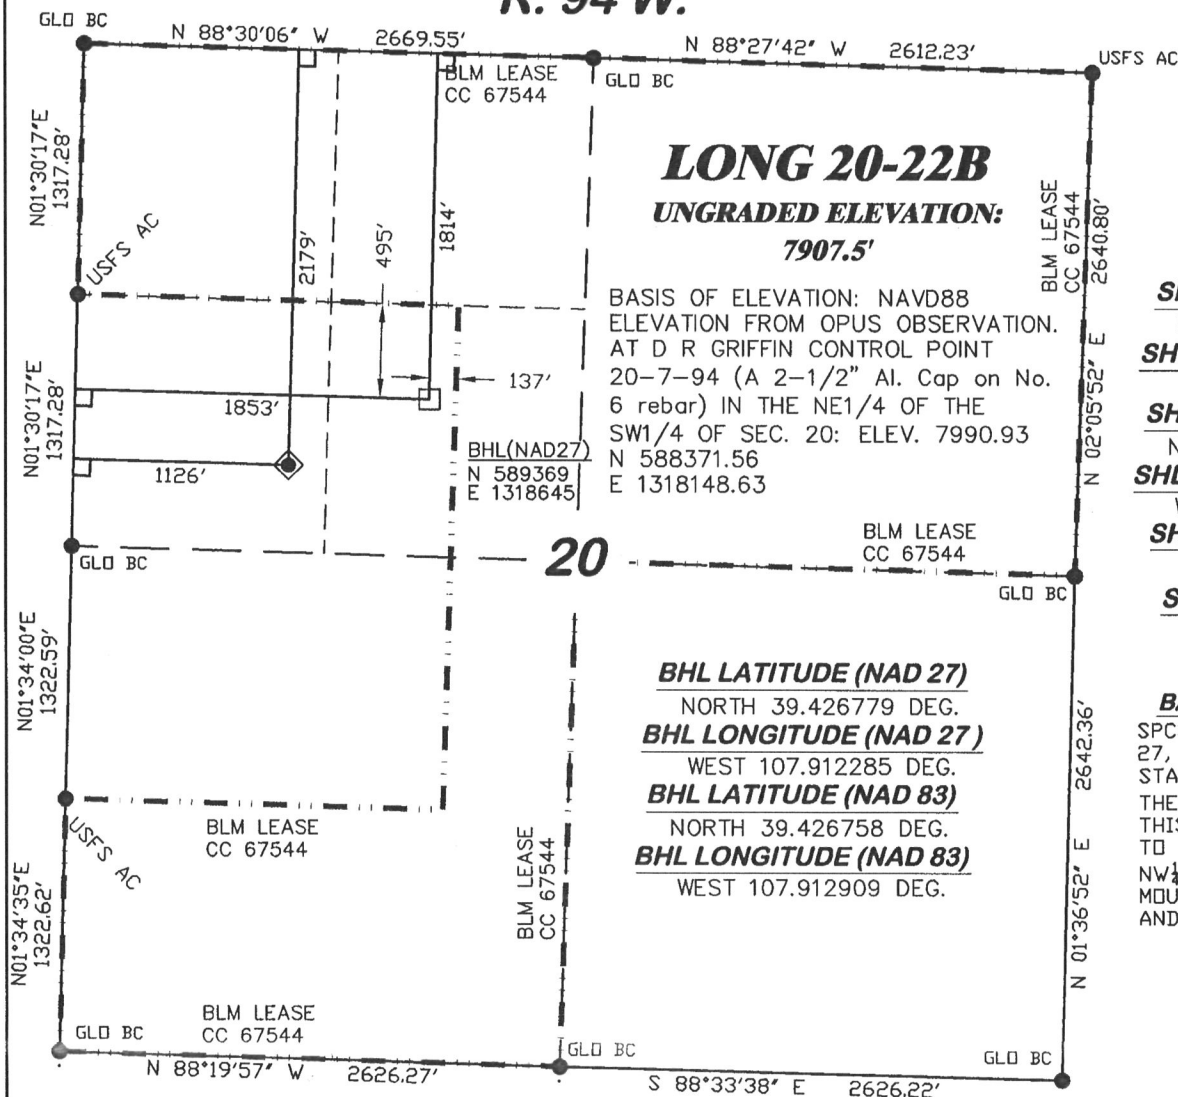 R. 94 W.
GLO BC
N 88°30'06" W 2669.55'
N 88°27'42" W 2612.23'
USFS AC
BLM LEASE
CC 67544
GLO BC
N01°30'17"E
1317.28'
LONG 20-22B
UNGRADED ELEVATION:
7907.5'
BLM LEASE
CC 67544
2640.80'
N 02°05'52" E
USFS AC
2179'
495'
1814'
BASIS OF ELEVATION: NAVD88
ELEVATION FROM OPUS OBSERVATION.
AT D R GRIFFIN CONTROL POINT
20-7-94 (A 2-1/2" Al. Cap on No.
6 rebar) IN THE NE1/4 OF THE
SW1/4 OF SEC. 20: ELEV. 7990.93
N 588371.56
E 1318148.63
N01°30'17"E
1317.28'
137'
1853'
1126'
BHL(NAD27)
N 589369
E 1318645
GLO BC
20
BLM LEASE
CC 67544
GLO BC
N01°34'00"E
1322.59'
BHL LATITUDE (NAD 27)
NORTH 39.426779 DEG.
BHL LONGITUDE (NAD 27 )
WEST 107.912285 DEG.
BHL LATITUDE (NAD 83)
NORTH 39.426758 DEG.
BHL LONGITUDE (NAD 83)
WEST 107.912909 DEG.
2642.36'
N 01°36'52" E
USFS AC
BLM LEASE
CC 67544
BLM LEASE
CC 67544
N01°34'35"E
1322.62'
BLM LEASE
CC 67544
GLO BC
GLO BC
GLO BC
N 88°19'57" W 2626.27'
S 88°33'38" E 2626.22'
SPC
27,
STA
THE
THIS
TO
NW¼
MOU
AND